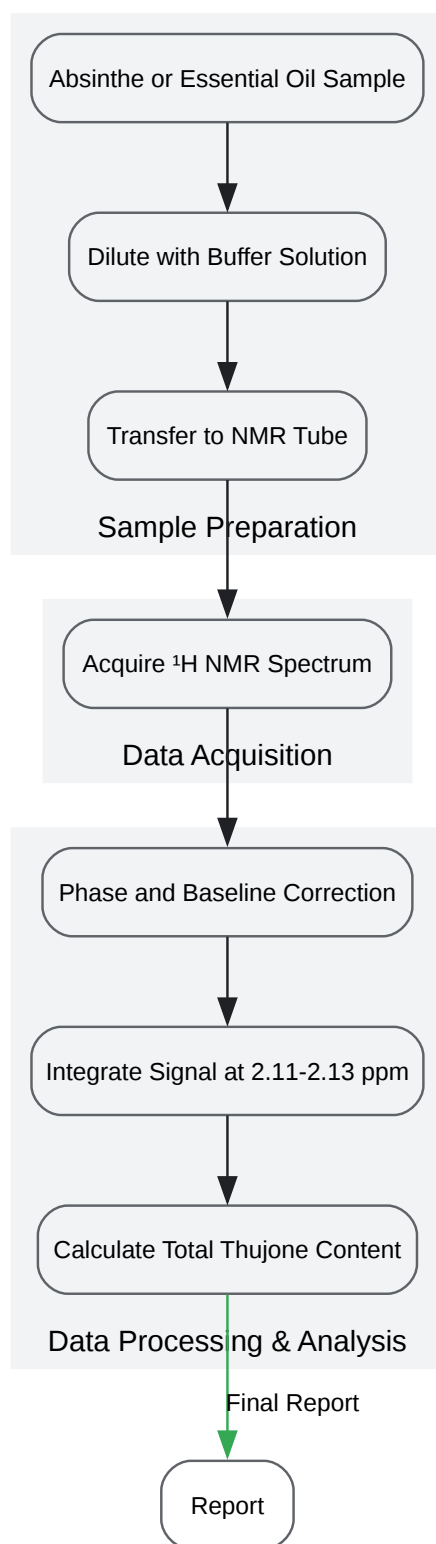 Absinthe or Essential Oil Sample
Dilute with Buffer Solution
Transfer to NMR Tube
Sample Preparation
Acquire ¹H NMR Spectrum
Data Acquisition
Phase and Baseline Correction
Integrate Signal at 2.11-2.13 ppm
Calculate Total Thujone Content
Data Processing & Analysis
Final Report
Report